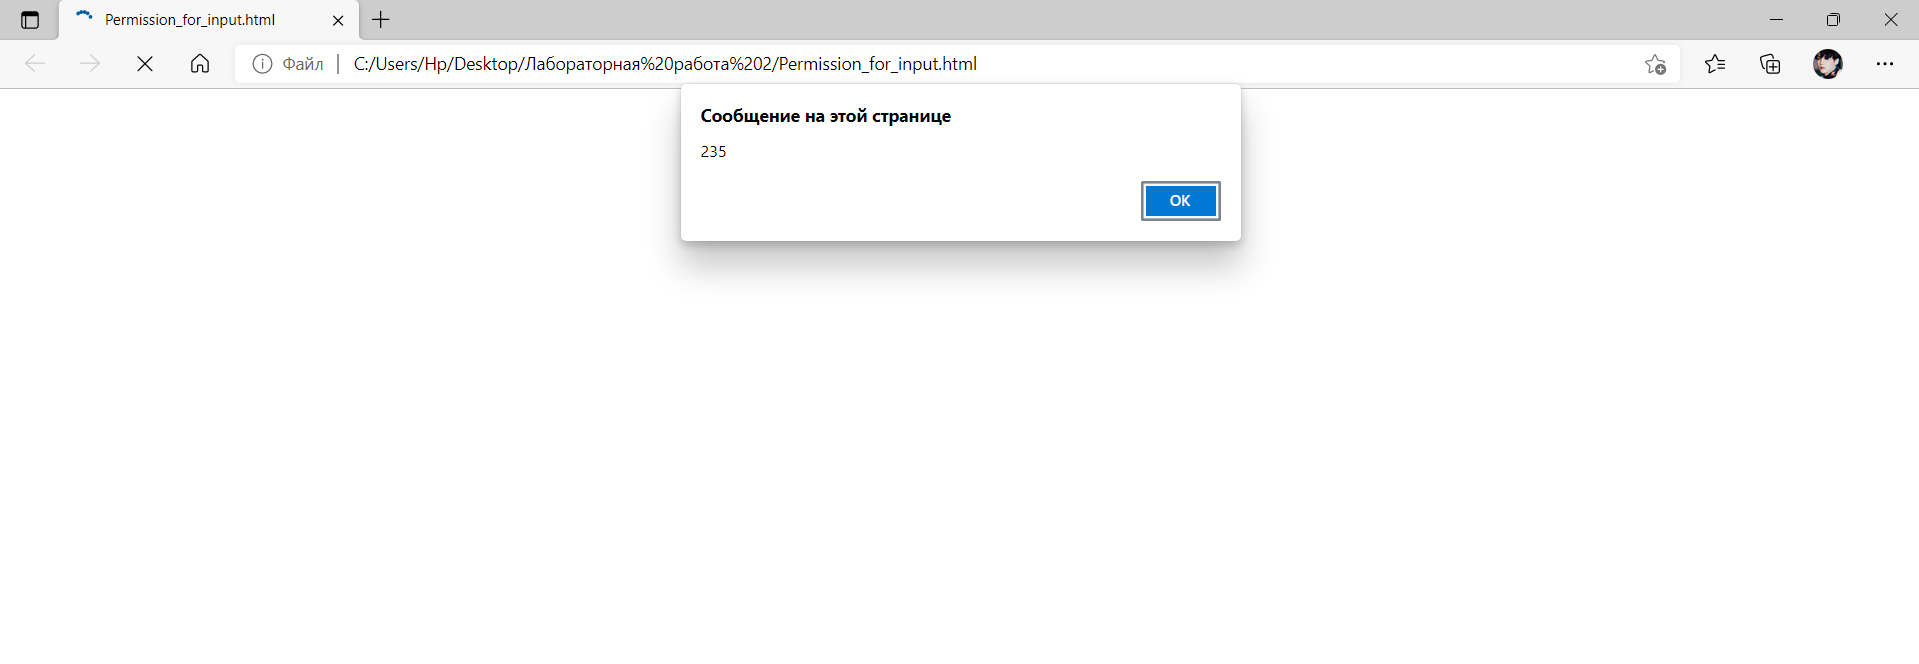 Permission_for_input.html
Файл | C:/Users/Hp/Desktop/Лабораторная%20работа%202/Permission_for_input.html
Сообщение на этой странице
235
OK